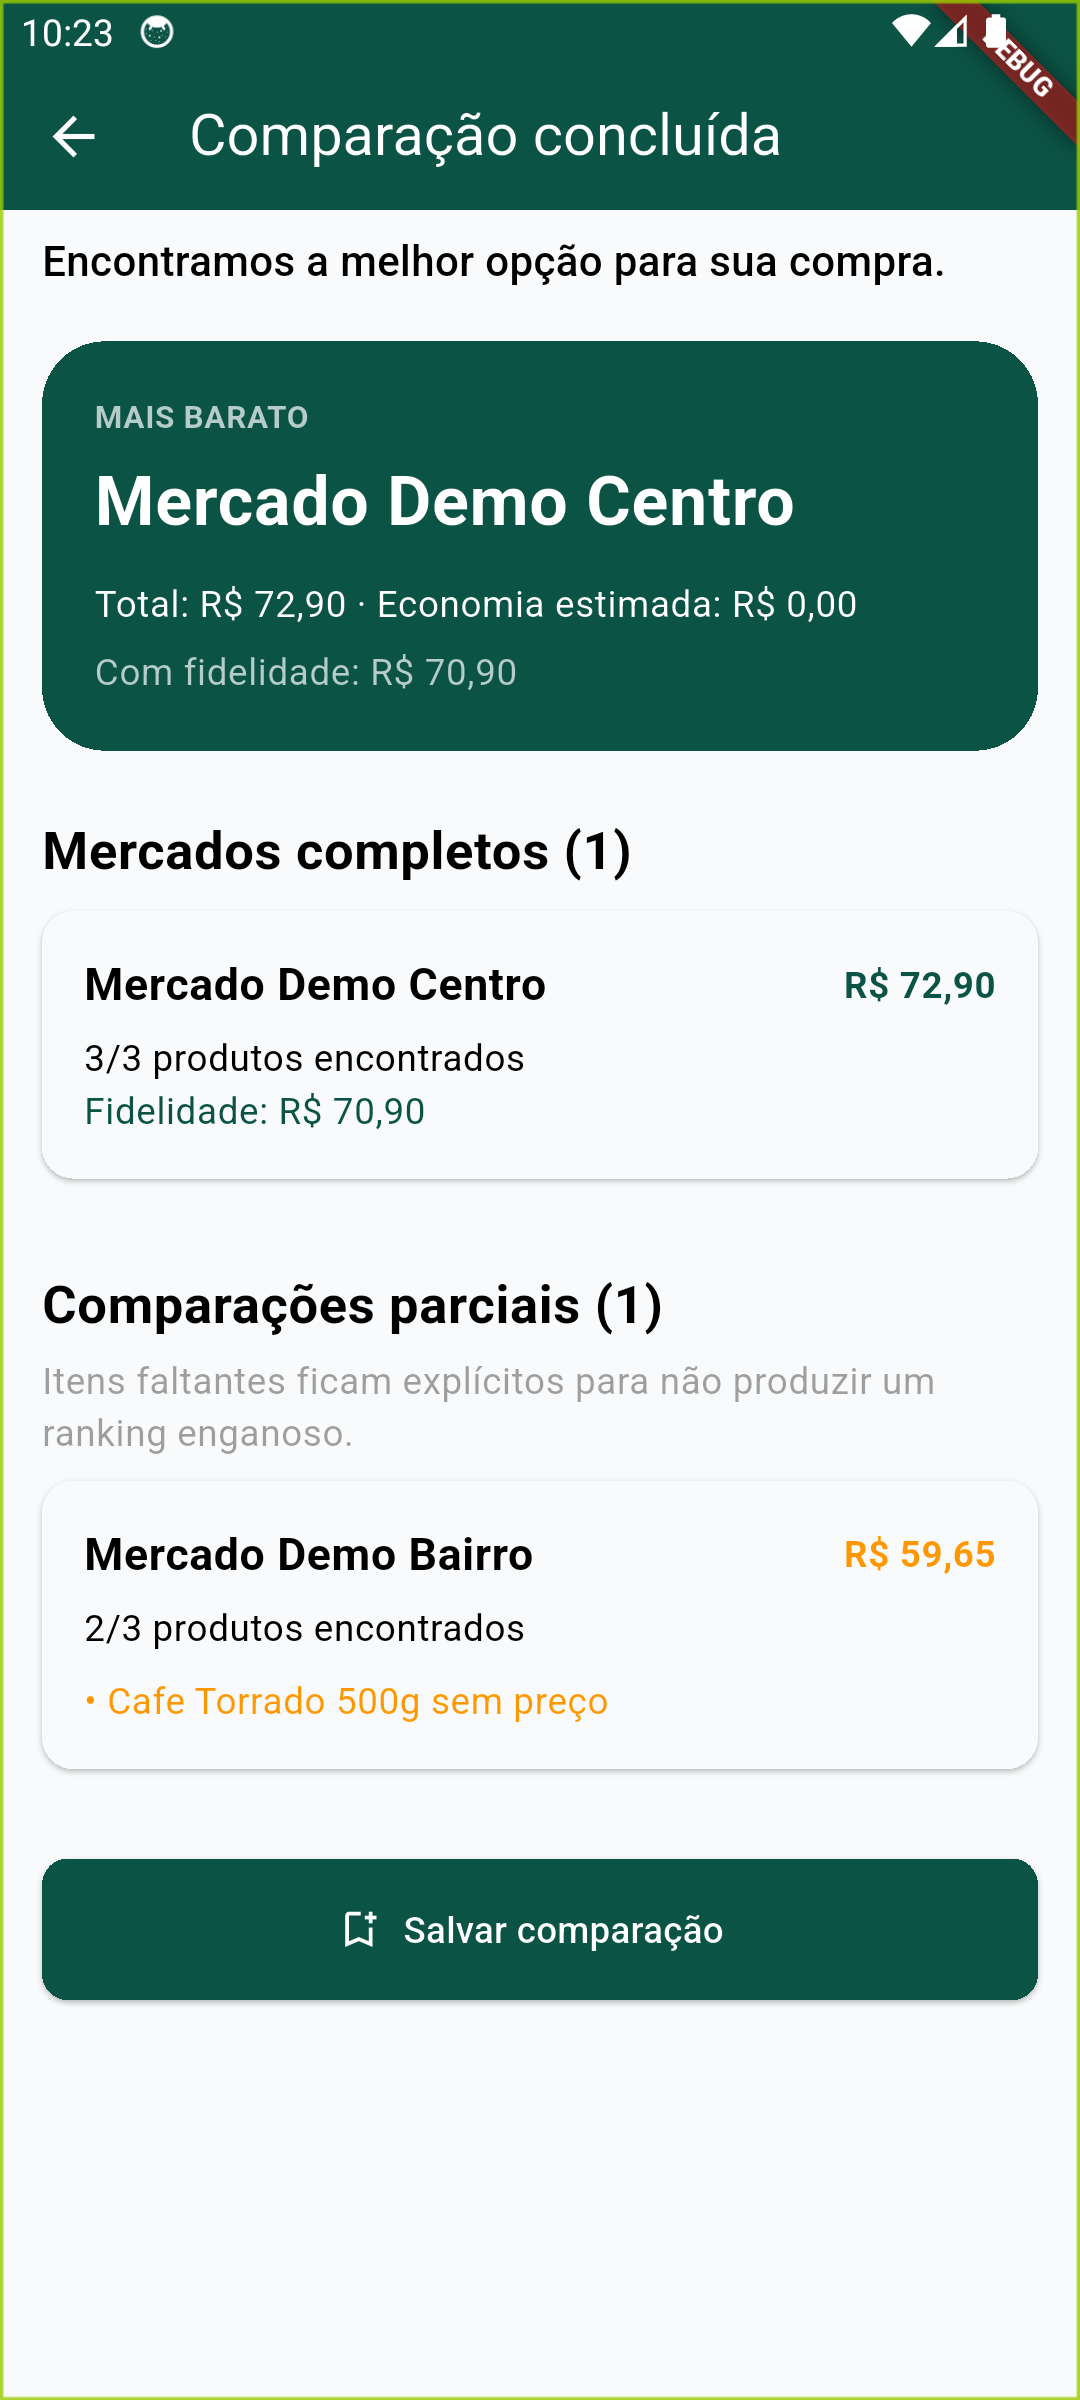 10:23
EBUG
Comparação concluída
Encontramos a melhor opção para sua compra.
MAIS BARATO
Mercado Demo Centro
Total: R$ 72,90 · Economia estimada: R$ 0,00
Com fidelidade: R$ 70,90
Mercados completos (1)
Mercado Demo Centro
R$ 72,90
3/3 produtos encontrados
Fidelidade: R$ 70,90
Comparações parciais (1)
Itens faltantes ficam explícitos para não produzir um
ranking enganoso.
Mercado Demo Bairro
R$ 59,65
2/3 produtos encontrados
• Cafe Torrado 500g sem preço
Salvar comparação